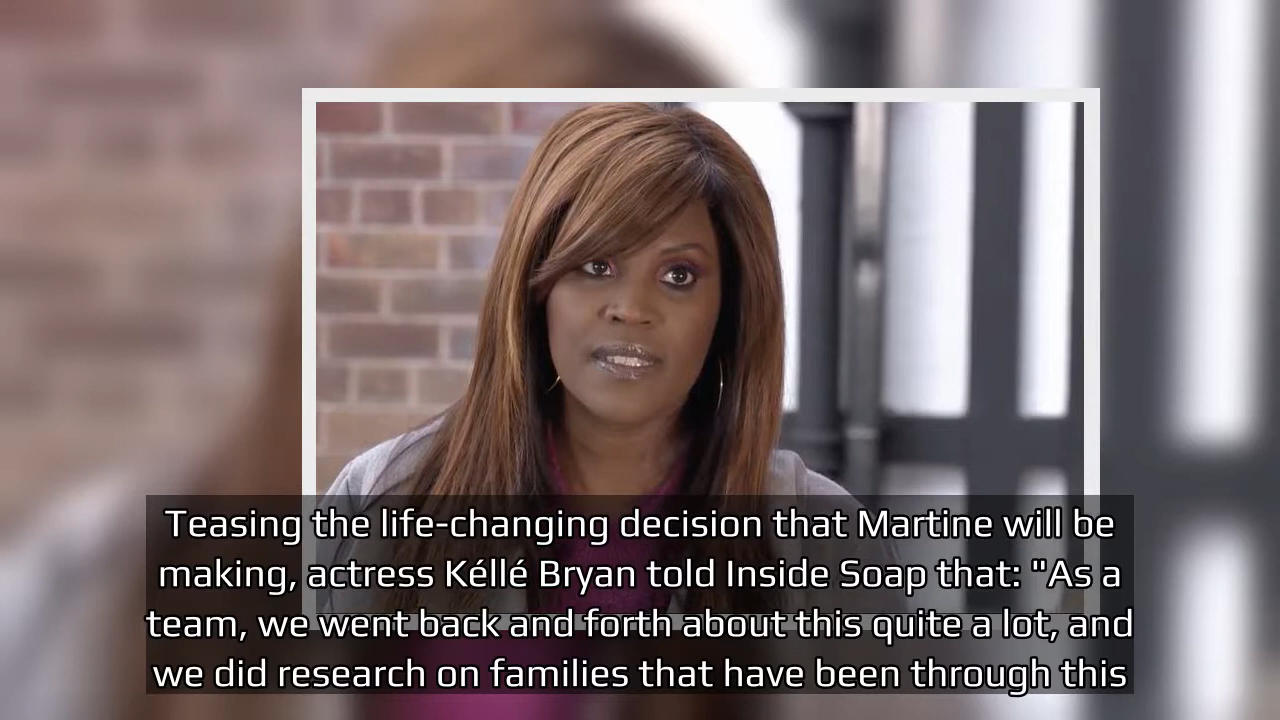 Teasing the life-changing decision that Martine will be
making, actress Kéllé Bryan told Inside Soap that: "As a
team, we went back and forth about this quite a lot, and
we did research on families that have been through this